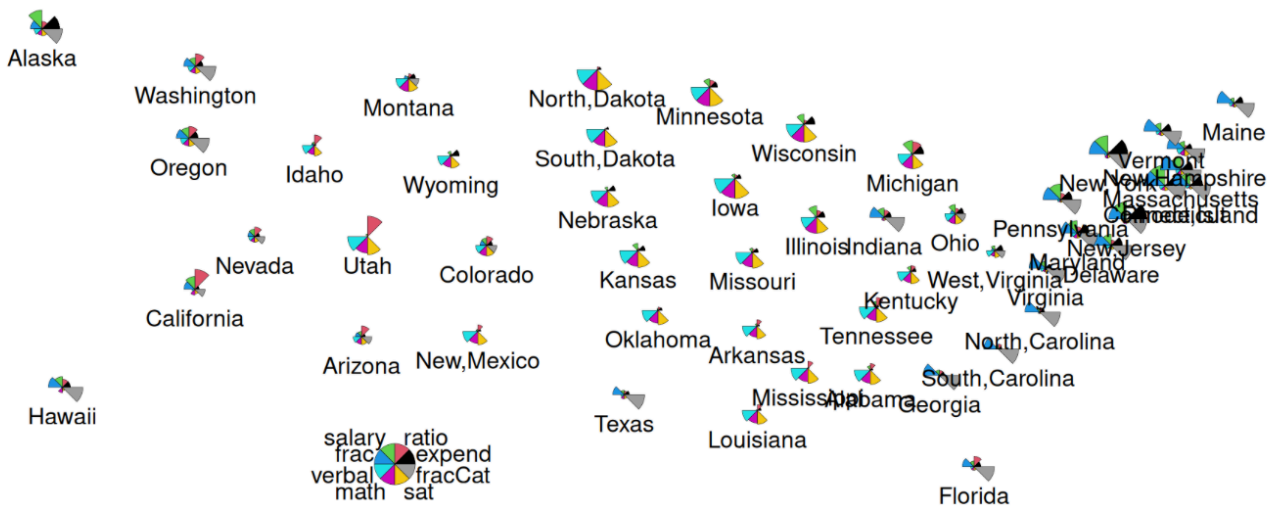 Alaska
Washington
Montana
North,Dakota
Minnesota
Maine
Oregon
Idaho
Wyoming
South,Dakota
Wisconsin
Michigan
Vermont
New,York
New,Hampshire
Massachusetts
Nebraska
Iowa
Connecticut
Rhode,Island
Nevada
Utah
Colorado
Kansas
Missouri
Illinois
Indiana
Ohio
Pennsylvania
New,Jersey
Maryland
Delaware
West,Virginia
Virginia
California
Kentucky
Oklahoma
Tennessee
North,Carolina
Arizona
New,Mexico
Arkansas
South,Carolina
Hawaii
Texas
Mississippi
Alabama
Georgia
Louisiana
Florida
salary ratio
frac expend
verbal fracCat
math sat